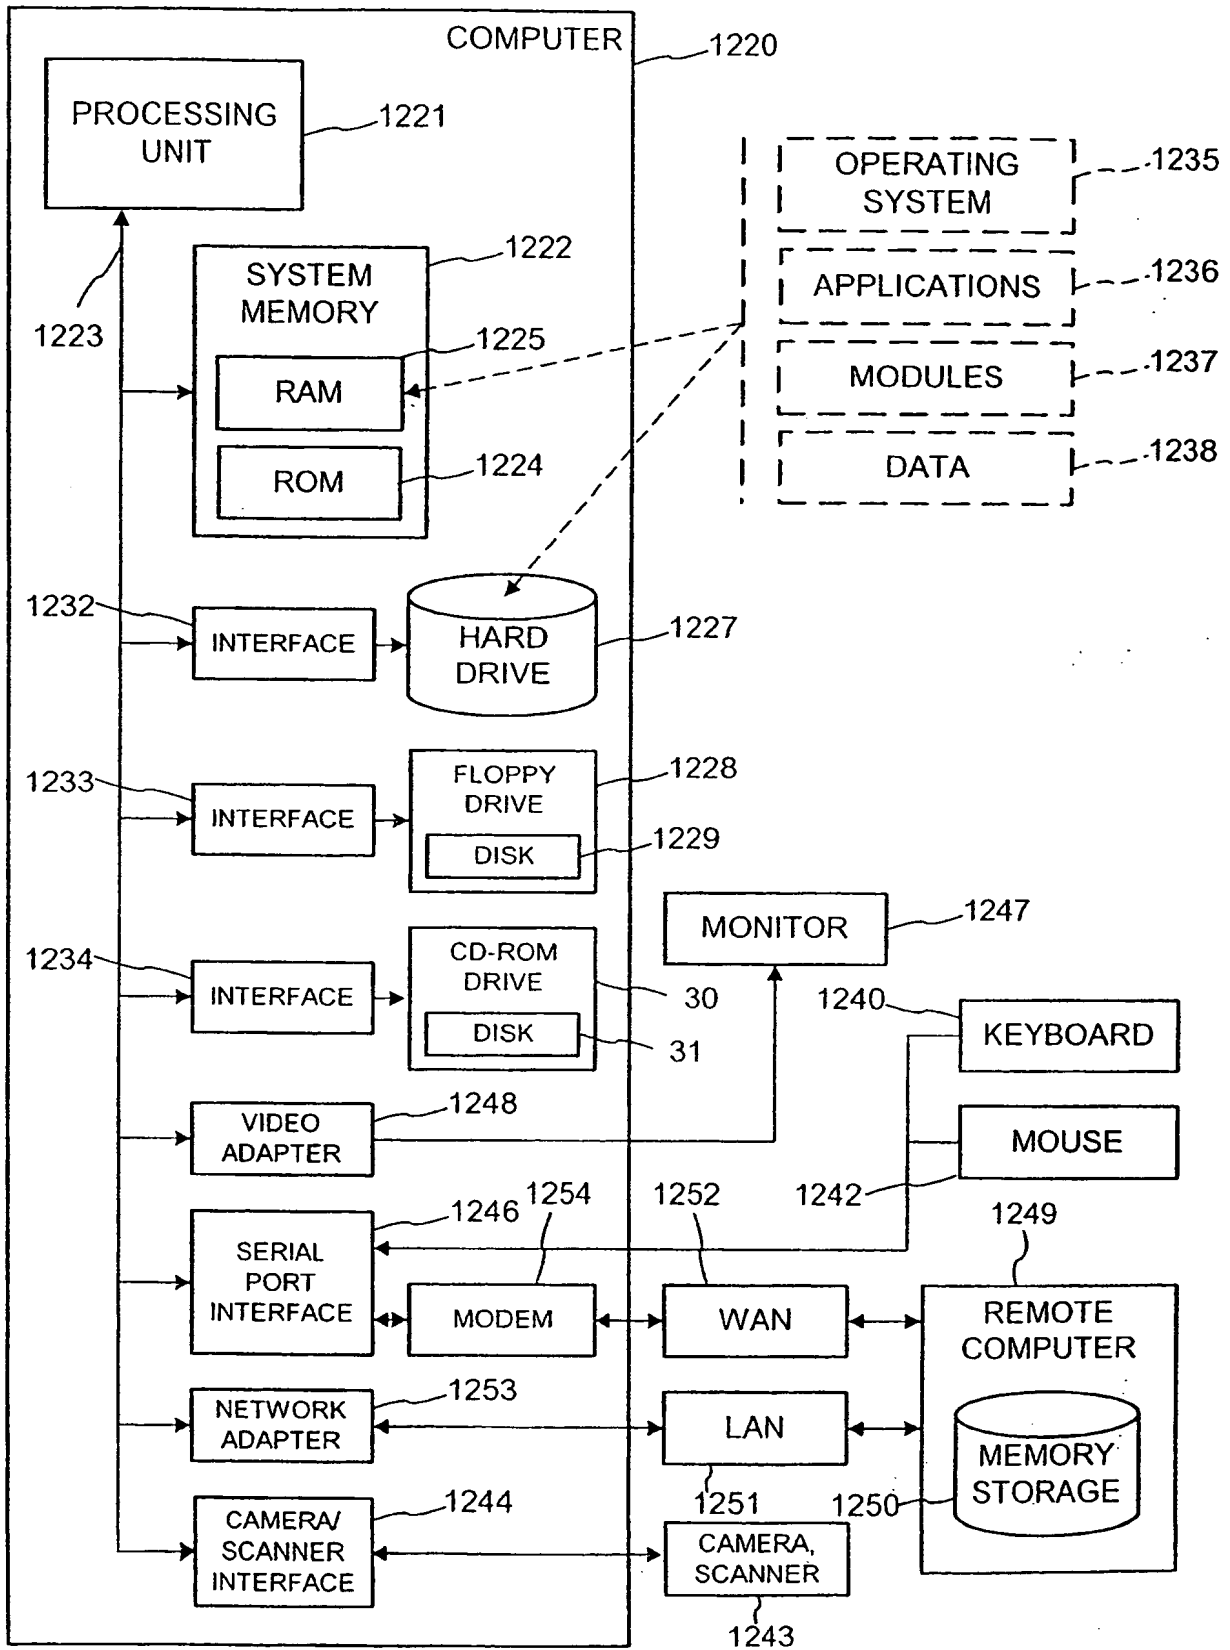 COMPUTER
1220
PROCESSING
UNIT
1221
1223
SYSTEM
MEMORY
1222
RAM
1225
ROM
1224
OPERATING
SYSTEM
1235
APPLICATIONS
1236
MODULES
1237
DATA
1238
1232
INTERFACE
HARD
DRIVE
1227
1233
INTERFACE
FLOPPY
DRIVE
1228
DISK
1229
1234
INTERFACE
CD-ROM
DRIVE
30
DISK
31
MONITOR
1247
1240
KEYBOARD
MOUSE
1242
VIDEO
ADAPTER
1248
SERIAL
PORT
INTERFACE
1246
1254
MODEM
1252
WAN
1249
REMOTE
COMPUTER
MEMORY
STORAGE
1250
NETWORK
ADAPTER
1253
LAN
1251
CAMERA/
SCANNER
INTERFACE
1244
CAMERA,
SCANNER
1243